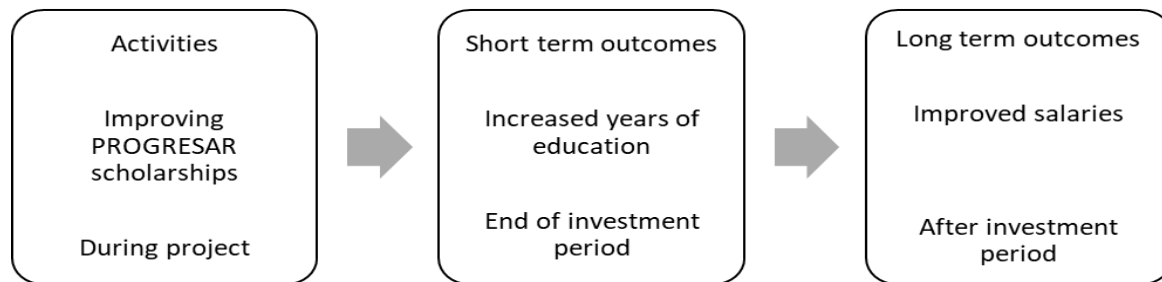 Activities
Improving
PROGRESAR
scholarships
During project
Short term outcomes
Increased years of
education
End of investment
period
Long term outcomes
Improved salaries
After investment
period